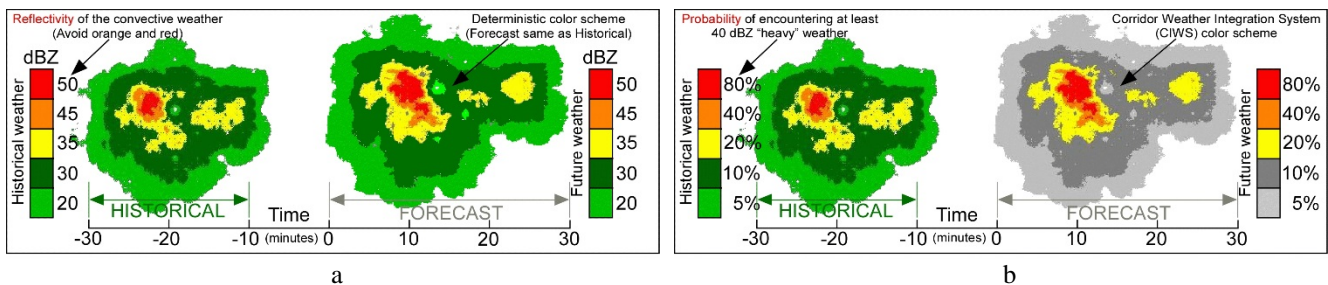 Reflectivity of the convective weather
(Avoid orange and red)
Deterministic color scheme
(Forecast same as Historical)
dBZ
50
45
35
30
20
Historical weather
dBZ
50
45
35
30
20
Future weather
HISTORICAL
Time
(minutes)
FORECAST
-30
-20
-10
0
10
20
30
a
Probability of encountering at least
40 dBZ “heavy” weather
Corridor Weather Integration System
(CIWS) color scheme
80%
40%
20%
10%
5%
Historical weather
80%
40%
20%
10%
5%
Future weather
HISTORICAL
Time
(minutes)
FORECAST
-30
-20
-10
0
10
20
30
b